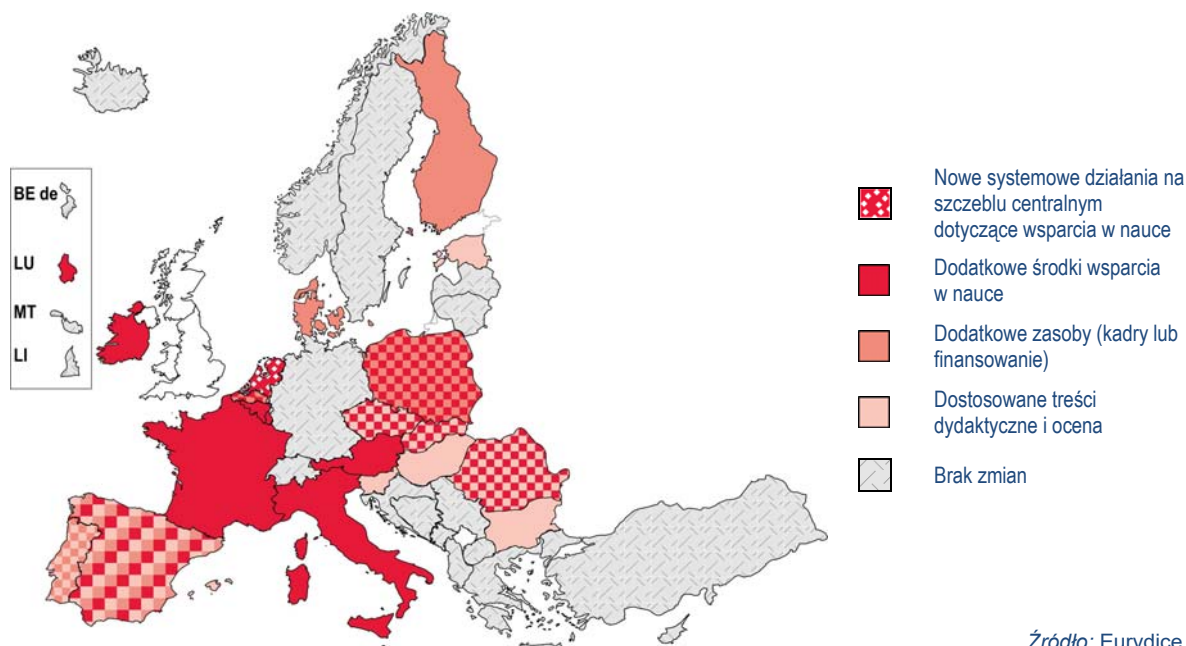 BE de
LU
MT
LI
Nowe systemowe działania na
szczeblu centralnym
dotyczące wsparcia w nauce
Dodatkowe środki wsparcia
w nauce
Dodatkowe zasoby (kadry lub
finansowanie)
Dostosowane treści
dydaktyczne i ocena
Brak zmian
Źródło: Eurydice